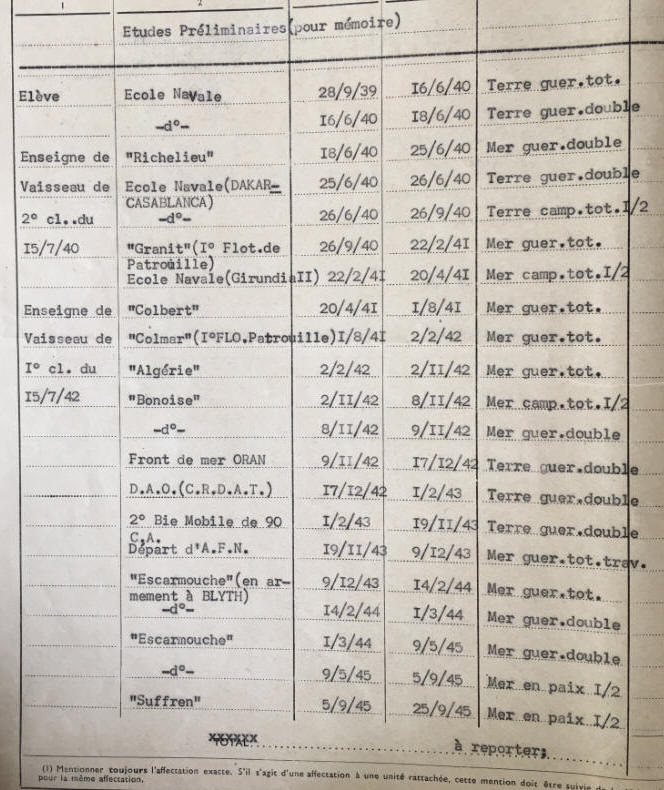 1 2
Etudes Préliminaires(pour mémoire)
Elève Ecole Navale 28/9/39 I6/6/40 Terre guer.tot.
-d°- I6/6/40 I8/6/40 Terre guer.double
Enseigne de "Richelieu" I8/6/40 25/6/40 Mer guer.double
Vaisseau de Ecole Navale(DAKAR- 25/6/40 26/6/40 Terre guer.double
CASABLANCA)
2° cl..du -d°- 26/6/40 26/9/40 Terre camp.tot.I/2
I5/7/40 "Granit"(I° Flot.de 26/9/40 22/2/4I Mer guer.tot.
Patrouille)
Ecole Navale(GirundiaII) 22/2/4I 20/4/4I Mer camp.tot.I/2
Enseigne de "Colbert" 20/4/4I I/8/4I Mer guer.tot.
Vaisseau de "Colmar"(I°FLO.Patrouille)I/8/4I 2/2/42 Mer guer.tot.
I° cl. du "Algérie" 2/2/42 2/II/42 Mer guer.tot.
I5/7/42 "Bonoise" 2/II/42 8/II/42 Mer camp.tot.I/2
-d°- 8/II/42 9/II/42 Mer guer.double
Front de mer ORAN 9/II/42 I7/I2/42 Terre guer.double
D.A.O.(C.R.D.A.T.) I7/I2/42 I/2/43 Terre guer.double
2° Bie Mobile de 90 I/2/43 I9/II/43 Terre guer.double
C.A.
Départ d'A.F.N. I9/II/43 9/I2/43 Mer guer.tot.trav.
"Escarmouche"(en ar- 9/I2/43 I4/2/44 Mer guer.tot.
mement à BLYTH)
-d°- I4/2/44 I/3/44 Mer guer.double
"Escarmouche" I/3/44 9/5/45 Mer guer.double
-d°- 9/5/45 5/9/45 Mer en paix I/2
"Suffren" 5/9/45 25/9/45 Mer en paix I/2
TOTAL à reporter;
(1) Mentionner toujours l'affectation exacte. S'il s'agit d'une affectation à une unité rattachée, cette mention doit être suivie de
pour la même affectation.